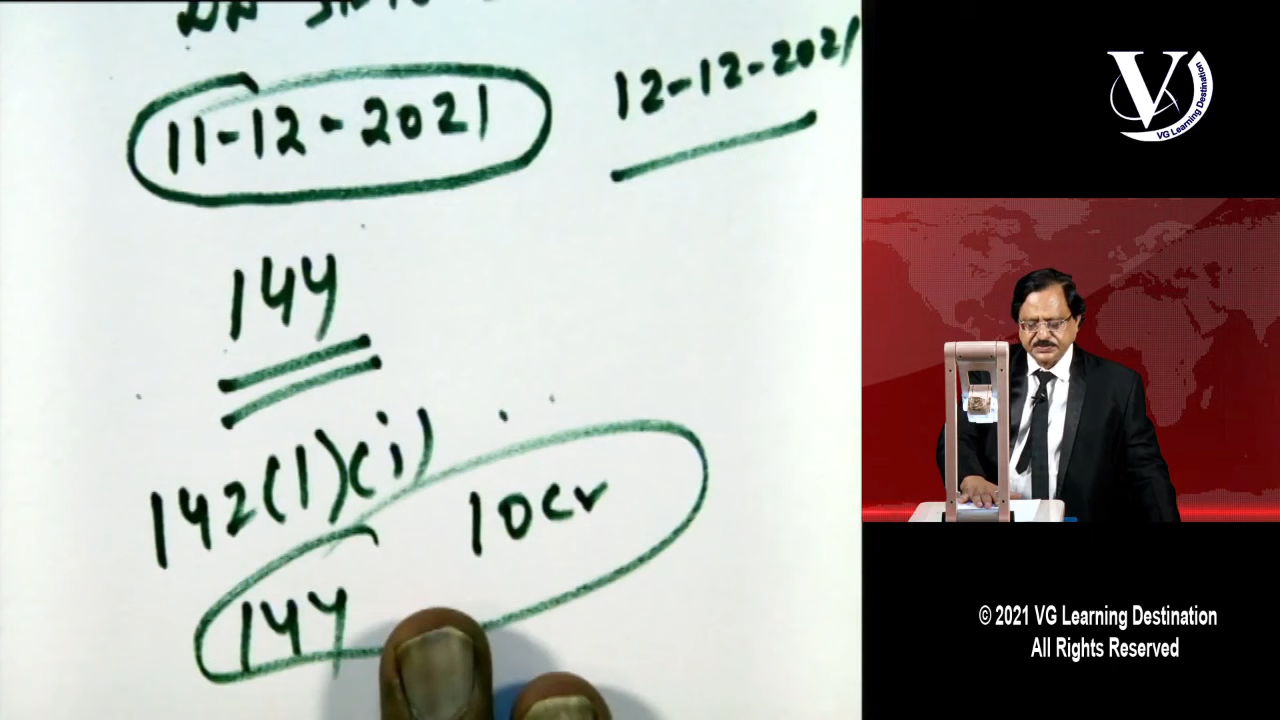 11-12-2021 12-12-2021
144
142(1)(i)
10cr
144
V
VG Learning Destination
© 2021 VG Learning Destination
All Rights Reserved